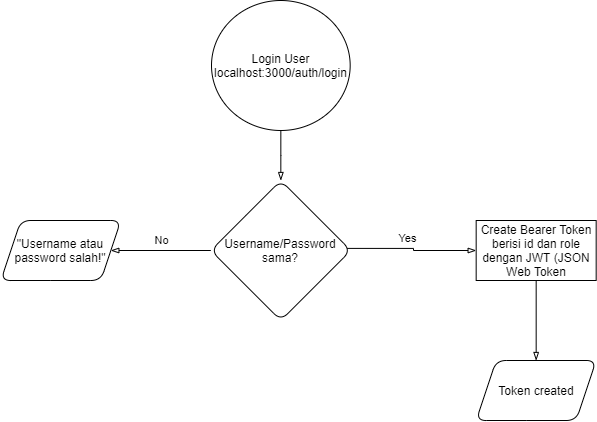 Login User
localhost:3000/auth/login
Username/Password
sama?
No
Yes
"Username atau
password salah!"
Create Bearer Token
berisi id dan role
dengan JWT (JSON
Web Token
Token created